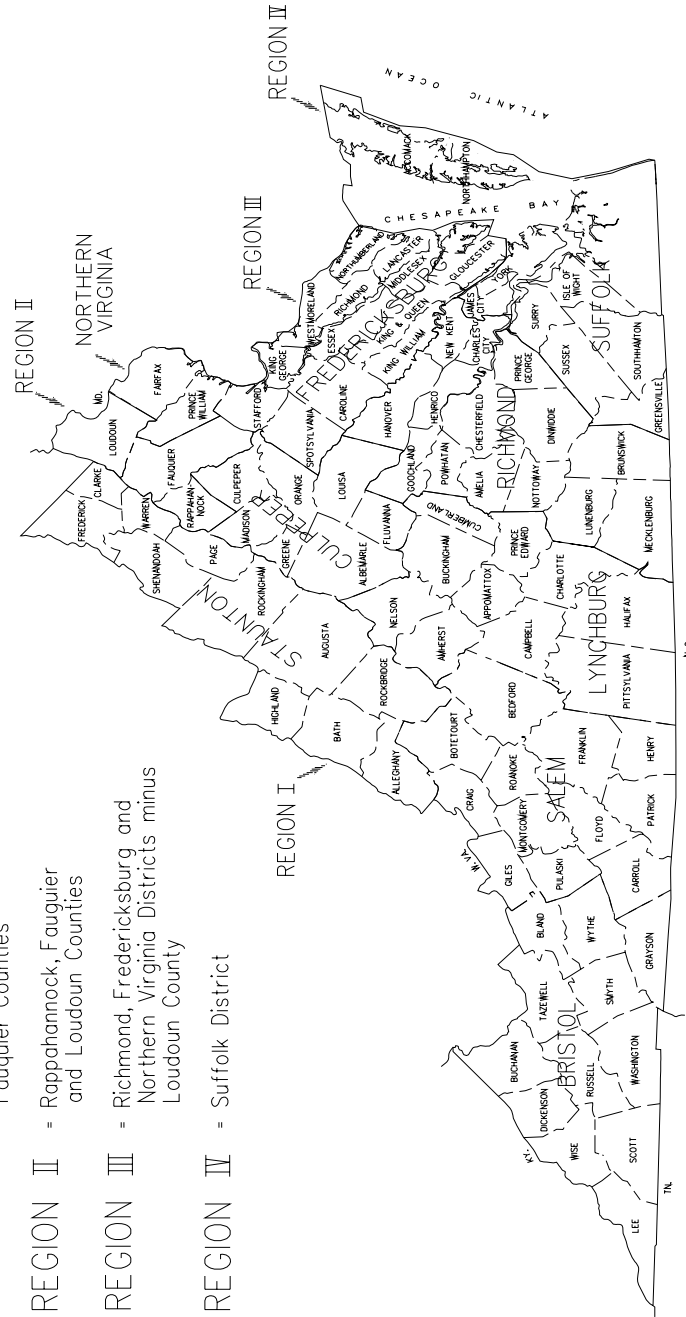 Fauquier Counties
REGION II = Rappahannock, Fauquier
and Loudoun Counties
REGION III = Richmond, Fredericksburg and
Northern Virginia Districts minus
Loudoun County
REGION IV = Suffolk District
REGION II
NORTHERN
VIRGINIA
REGION III
REGION IV
REGION I
ATLANTIC OCEAN
CHESAPEAKE BAY
MD.
W.VA.
KY.
TN.
STAUNTON
CULPEPER
FREDERICKSBURG
RICHMOND
SUFFOLK
LYNCHBURG
SALEM
BRISTOL
FREDERICK
CLARKE
LOUDOUN
FAIRFAX
WARREN
FAUQUIER
PRINCE
WILLIAM
SHENANDOAH
RAPPAHAN
NOCK
PAGE
CULPEPER
STAFFORD
KING
GEORGE
MADISON
ROCKINGHAM
GREENE
ORANGE
SPOTSYLVANIA
WESTMORELAND
NORTHUMBERLAND
RICHMOND
LANCASTER
ESSEX
MIDDLESEX
CAROLINE
KING & QUEEN
KING WILLIAM
GLOUCESTER
ACCOMACK
NORTHHAMPTON
HIGHLAND
AUGUSTA
ALBEMARLE
LOUISA
HANOVER
NEW KENT
JAMES
CITY
YORK
BATH
ROCKBRIDGE
NELSON
FLUVANNA
GOOCHLAND
HENRICO
CHARLES
CITY
ALLEGHANY
AMHERST
BUCKINGHAM
CUMBERLAND
POWHATAN
CHESTERFIELD
PRINCE
GEORGE
SURRY
ISLE OF
WIGHT
BOTETOURT
APPOMATTOX
AMELIA
PRINCE
EDWARD
NOTTOWAY
DINWIDDIE
SUSSEX
CRAIG
ROANOKE
BEDFORD
CAMPBELL
CHARLOTTE
LUNENBURG
BRUNSWICK
GREENSVILLE
SOUTHHAMTON
GILES
MONTGOMERY
FRANKLIN
PITTSYLVANIA
HALIFAX
MECKLENBURG
BLAND
PULASKI
FLOYD
HENRY
PATRICK
BUCHANAN
TAZEWELL
WYTHE
CARROLL
DICKENSON
RUSSELL
SMYTH
GRAYSON
WISE
WASHINGTON
SCOTT
LEE